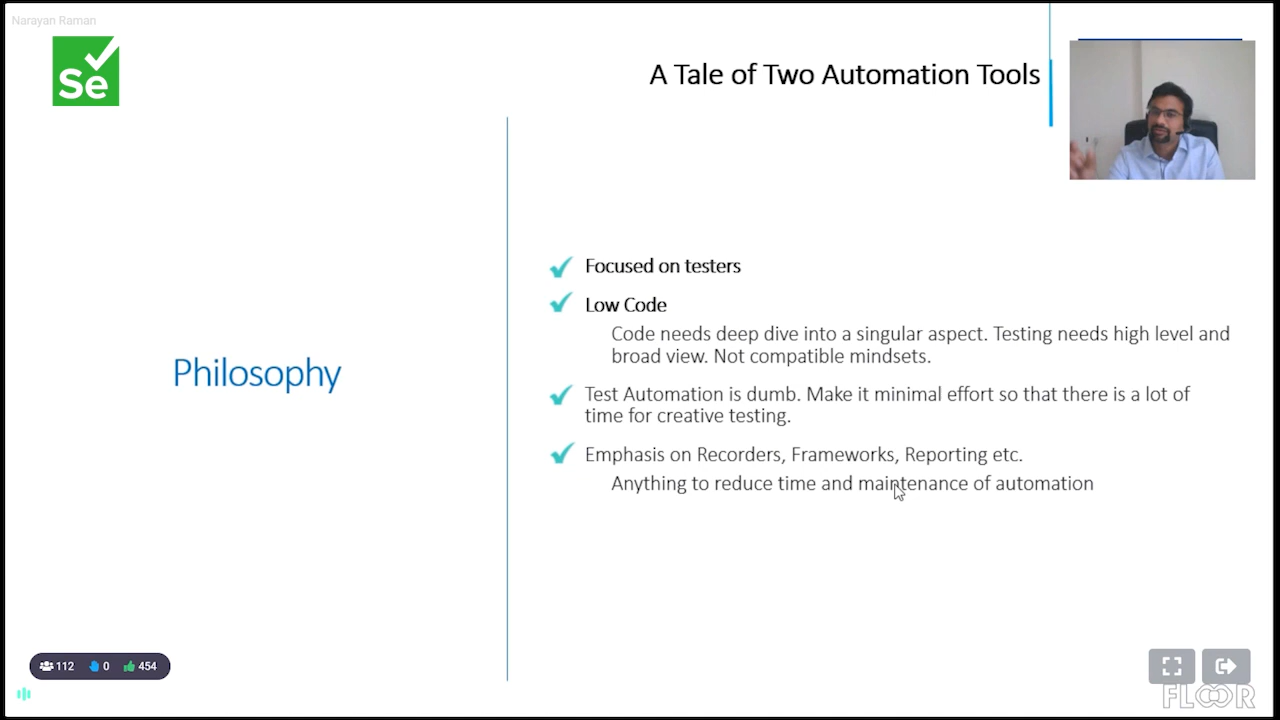 Narayan Raman
Se
A Tale of Two Automation Tools
Philosophy
Focused on testers
Low Code
Code needs deep dive into a singular aspect. Testing needs high level and
broad view. Not compatible mindsets.
Test Automation is dumb. Make it minimal effort so that there is a lot of
time for creative testing.
Emphasis on Recorders, Frameworks, Reporting etc.
Anything to reduce time and maintenance of automation
112 0 454
FLOOR